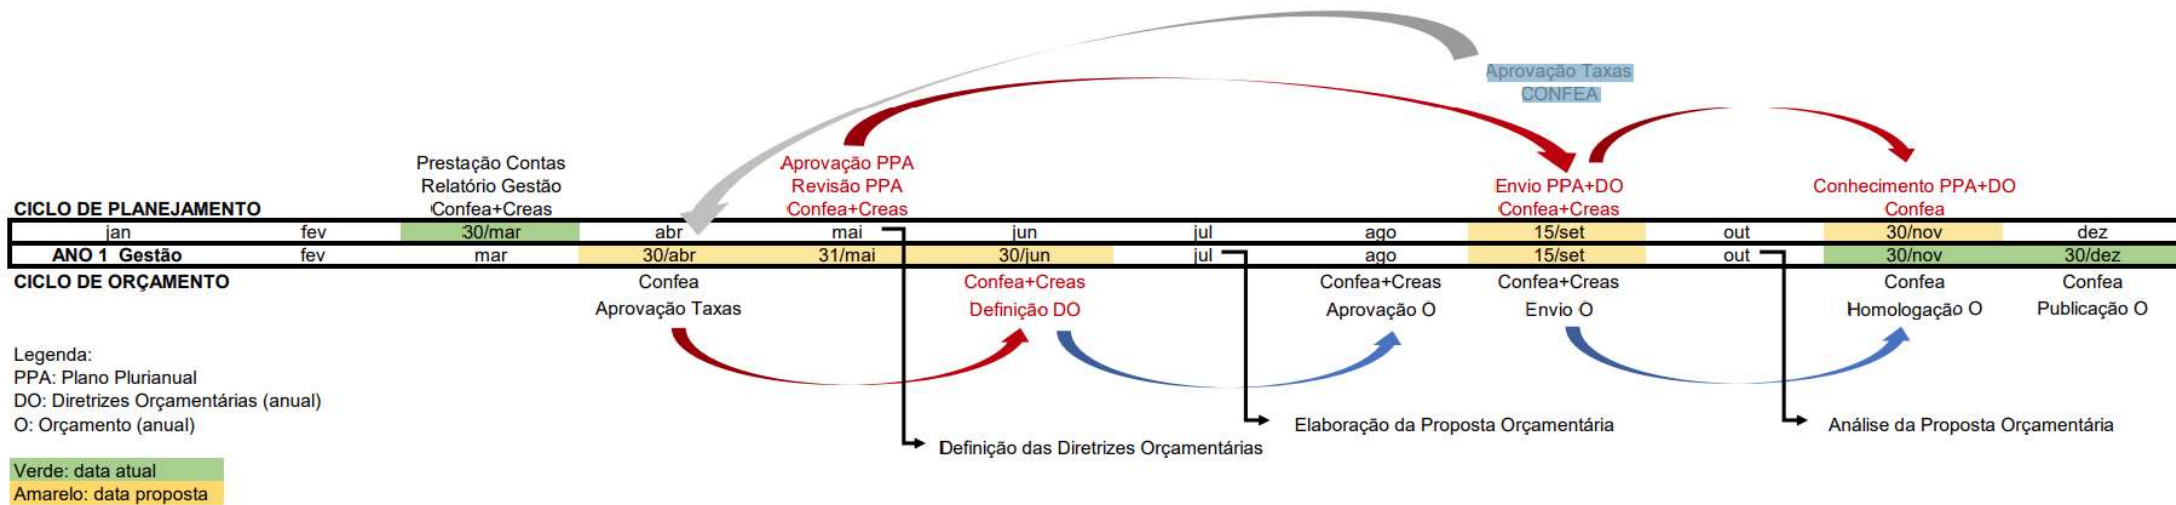 Aprovação Taxas
CONFEA
Prestação Contas
Relatório Gestão
Confea+Creas
Aprovação PPA
Revisão PPA
Confea+Creas
Envio PPA+DO
Confea+Creas
Conhecimento PPA+DO
Confea
CICLO DE PLANEJAMENTO
jan fev 30/mar abr mai jun jul ago 15/set out 30/nov dez
ANO 1 Gestão fev mar 30/abr 31/mai 30/jun jul ago 15/set out 30/nov 30/dez
CICLO DE ORÇAMENTO
Confea
Aprovação Taxas
Confea+Creas
Definição DO
Confea+Creas
Aprovação O
Confea+Creas
Envio O
Confea
Homologação O
Confea
Publicação O
Legenda:
PPA: Plano Plurianual
DO: Diretrizes Orçamentárias (anual)
O: Orçamento (anual)
Definição das Diretrizes Orçamentárias
Elaboração da Proposta Orçamentária
Análise da Proposta Orçamentária
Verde: data atual
Amarelo: data proposta